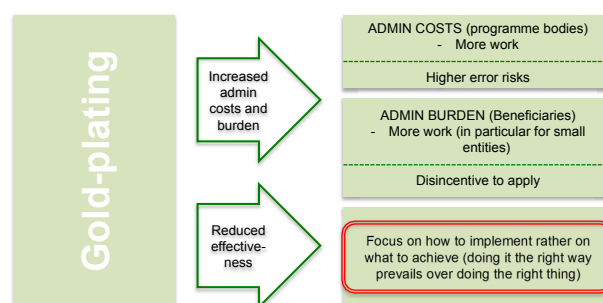 Gold-plating
Increased
admin
costs and
burden
ADMIN COSTS (programme bodies)
- More work
Higher error risks
ADMIN BURDEN (Beneficiaries)
- More work (in particular for small
entities)
Disincentive to apply
Reduced
effective-
ness
Focus on how to implement rather on
what to achieve (doing it the right way
prevails over doing the right thing)